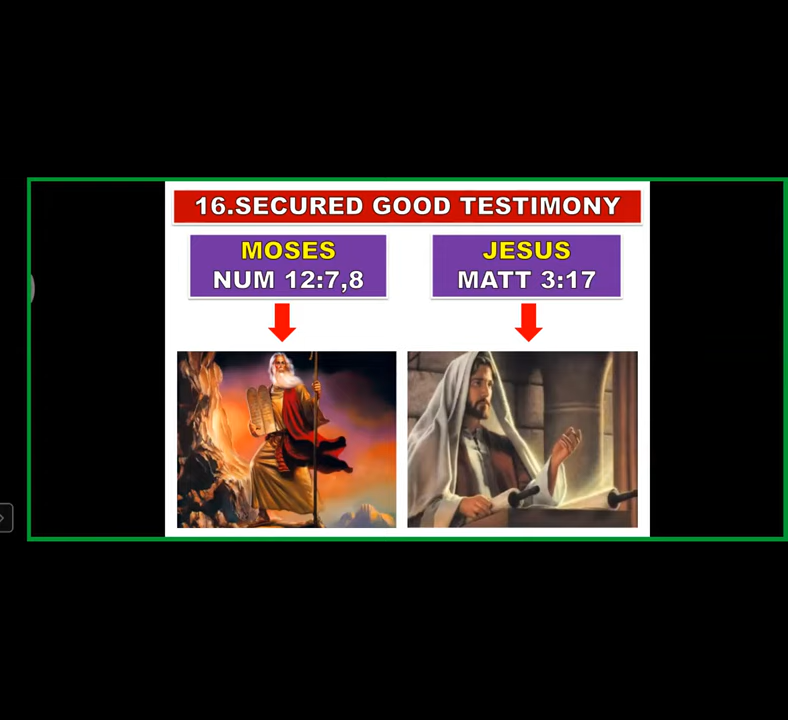 16.SECURED GOOD TESTIMONY
MOSES
NUM 12:7,8
JESUS
MATT 3:17